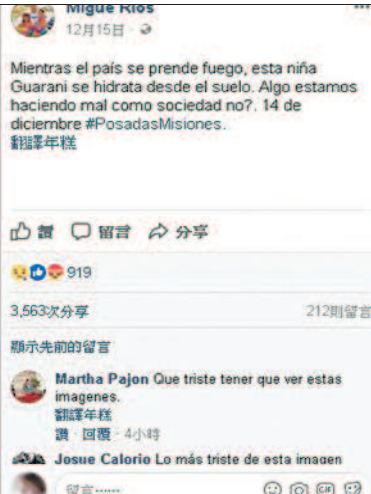 Migue Rios
12月15日
Mientras el país se prende fuego, esta niña
Guarani se hidrata desde el suelo. Algo estamos
haciendo mal como sociedad no?. 14 de
diciembre #PosadasMisiones.
翻譯年糕
讚 留言 分享
919
3,563次分享 212則留言
顯示先前的留言
Martha Pajon Que triste tener que ver estas
imagenes.
翻譯年糕
讚 · 回覆 · 4小時
Josue Calorio Lo más triste de esta imagen
留言……
GIF